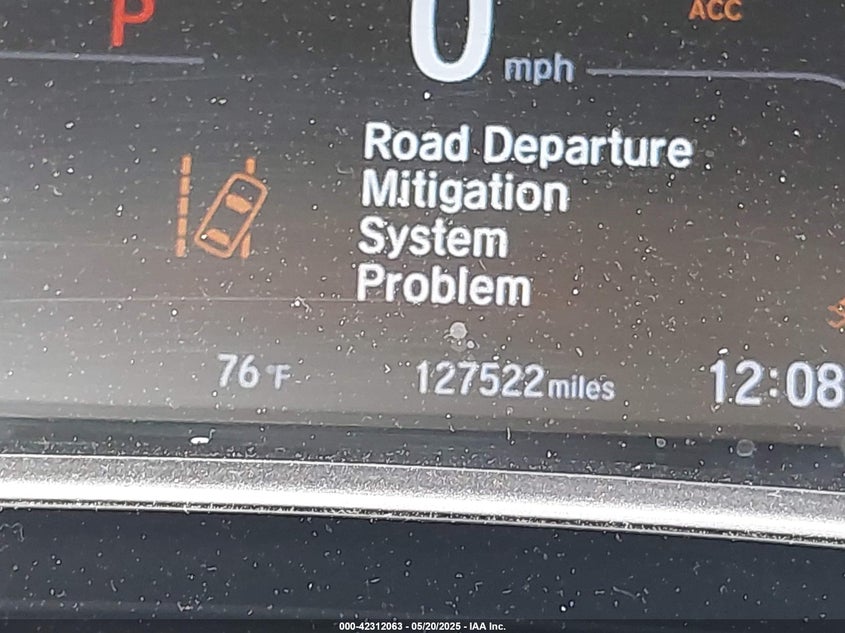 P
0 mph
ACC
Road Departure
Mitigation
System
Problem
76°F
127522 miles
12:08
000-42312063 - 05/20/2025 - IAA Inc.